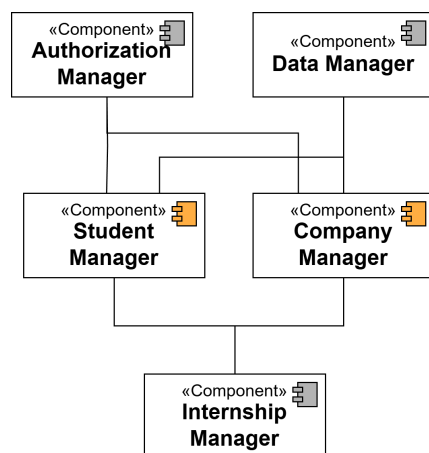 «Component»
Authorization
Manager
«Component»
Data Manager
«Component»
Student
Manager
«Component»
Company
Manager
«Component»
Internship
Manager